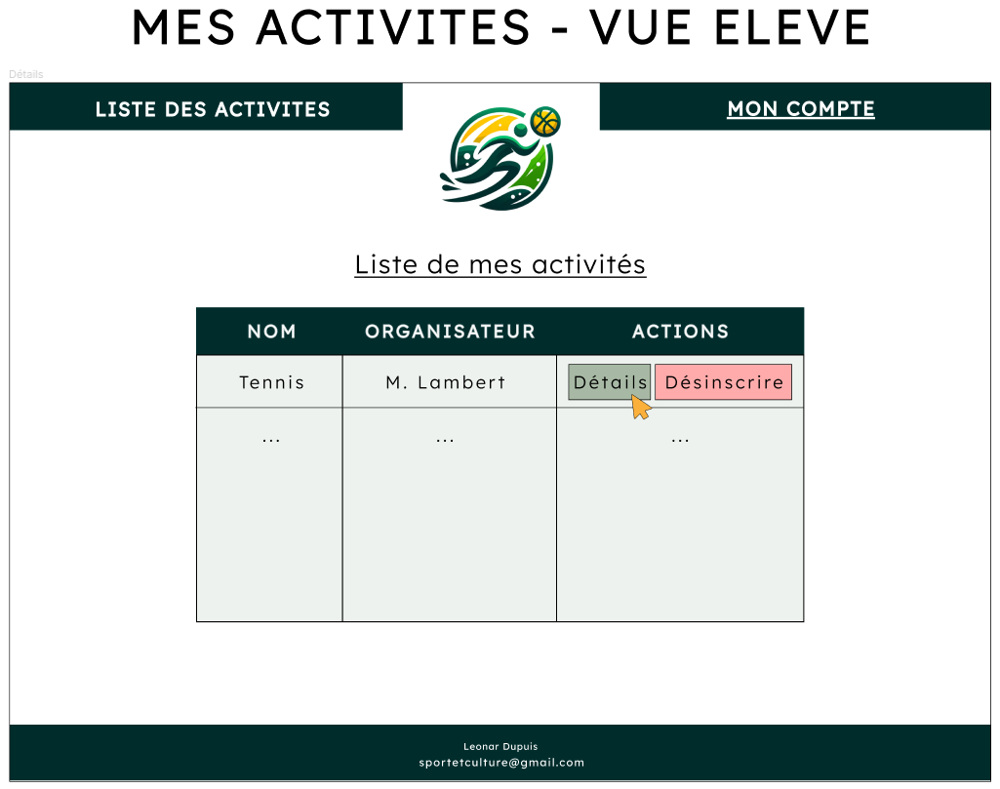 MES ACTIVITES - VUE ELEVE
Détails
LISTE DES ACTIVITES
MON COMPTE
Liste de mes activités
NOM ORGANISATEUR ACTIONS
Tennis M. Lambert Détails Désinscrire
... ... ...
Leonar Dupuis
sportetculture@gmail.com